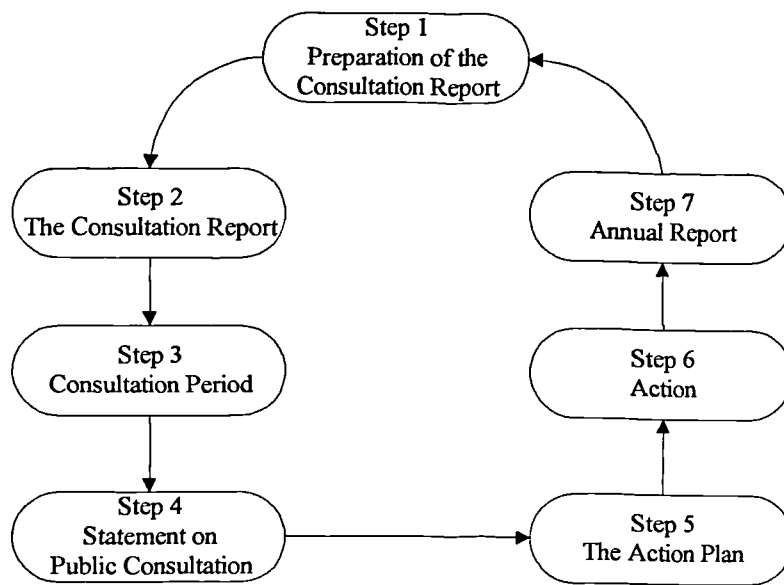 Step 1
Preparation of the
Consultation Report
Step 2
The Consultation Report
Step 3
Consultation Period
Step 4
Statement on
Public Consultation
Step 5
The Action Plan
Step 6
Action
Step 7
Annual Report